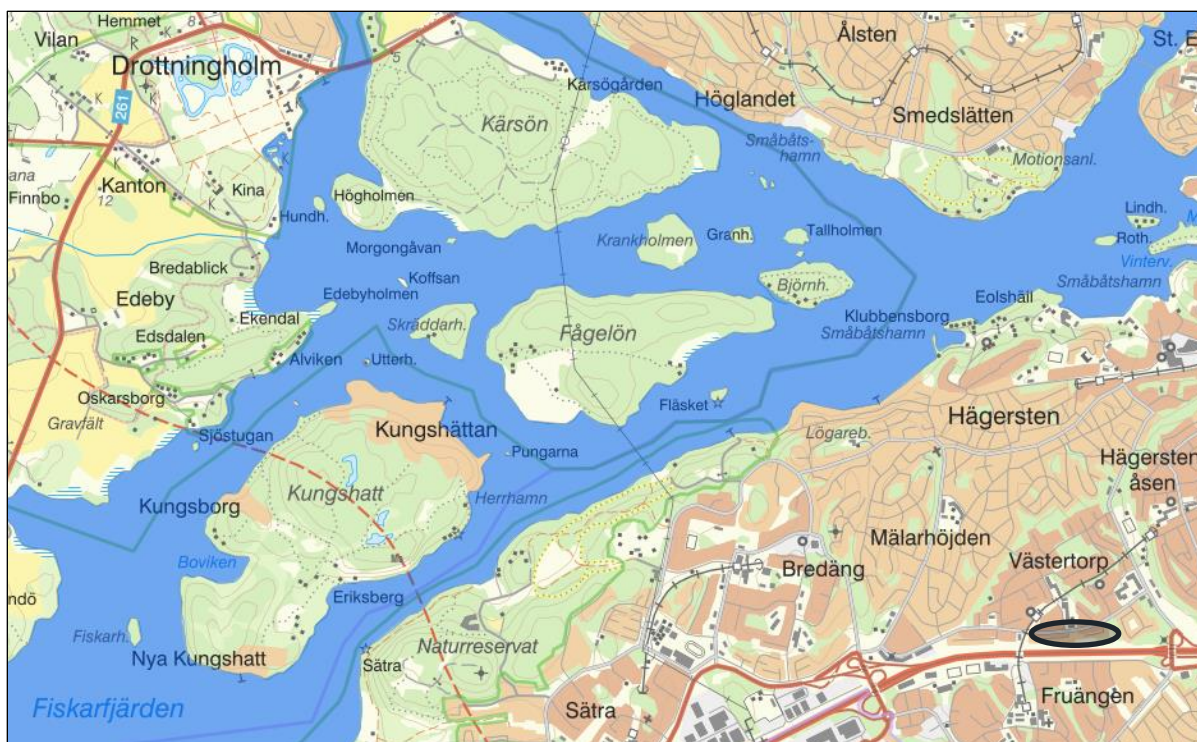 Hemmet
8
Vilan
R
K
Drottningholm
5
Ålsten
St. E
Kärsögården
261
Höglandet
Smedslätten
Kärsön
Småbåts-
hamn
Motionsanl.
ana
Kanton
Kina
Högholmen
Finnbo
12
Hundh.
Lindh.
Morgongåvan
Krankholmen
Granh.
Tallholmen
Roth.
Bredablick
Vinterv.
Koffsan
Björnh.
Småbåtshamn
Edeby
Edebyholmen
Eolshäll
Ekendal
Skräddarh.
Klubbensborg
Edsdalen
Fågelön
Småbåtshamn
Alviken
Utterh.
Oskarsborg
Fläsket
Gravfält
Hägersten
Sjöstugan
Kungshättan
Lögareb.
Pungarna
Hägersten
åsen
Kungshatt
Herrhamn
Kungsborg
Mälarhöjden
Boviken
Bredäng
Västertorp
Eriksberg
ndö
Fiskarh.
Naturreservat
Nya Kungshatt
Sätra
Fruängen
Fiskarfjärden
Sätra